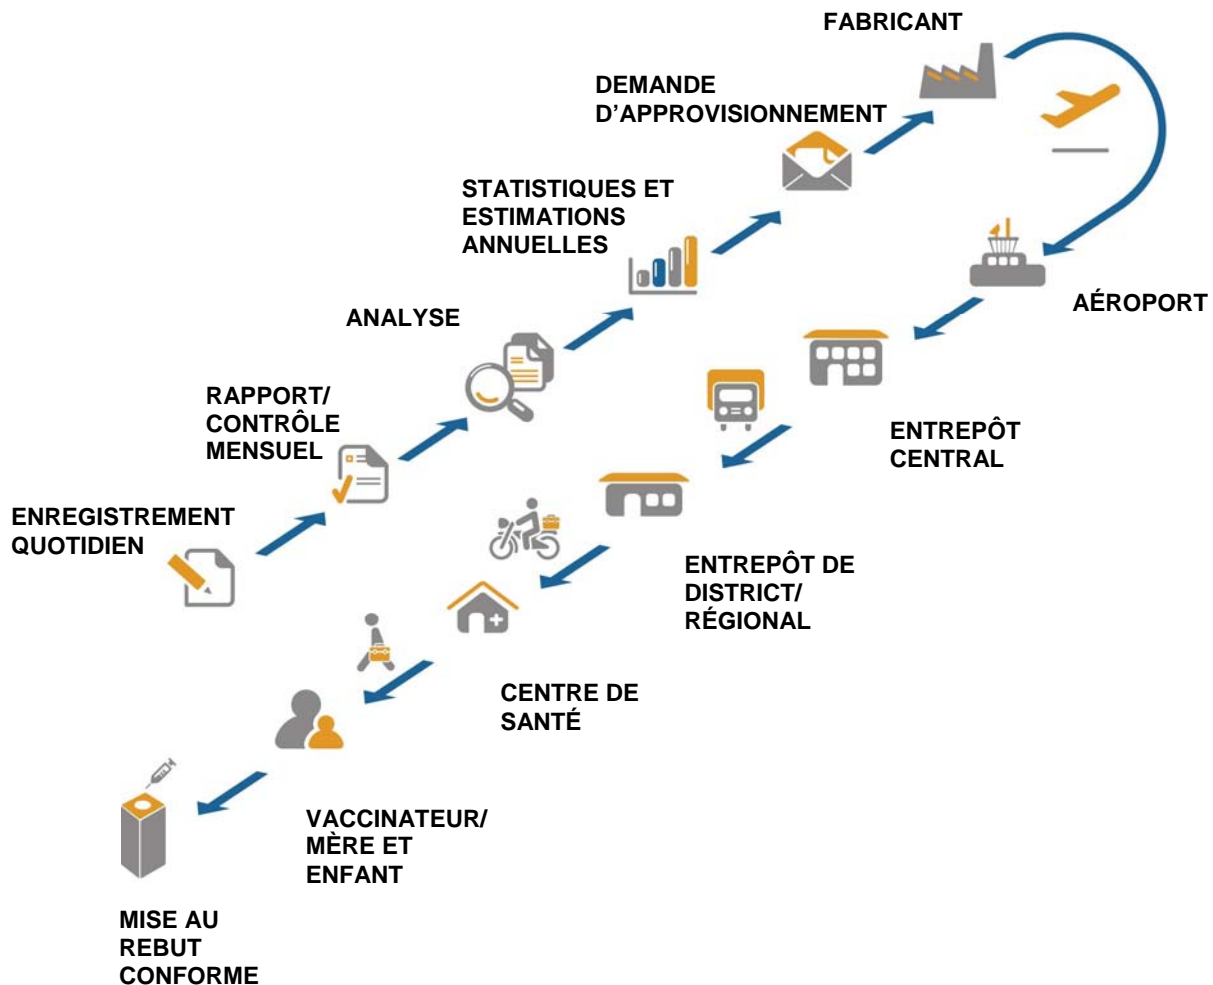 FABRICANT
DEMANDE
D’APPROVISIONNEMENT
STATISTIQUES ET
ESTIMATIONS
ANNUELLES
ANALYSE
RAPPORT/
CONTRÔLE
MENSUEL
ENREGISTREMENT
QUOTIDIEN
AÉROPORT
ENTREPÔT
CENTRAL
ENTREPÔT DE
DISTRICT/
RÉGIONAL
CENTRE DE
SANTÉ
VACCINATEUR/
MÈRE ET
ENFANT
MISE AU
REBUT
CONFORME